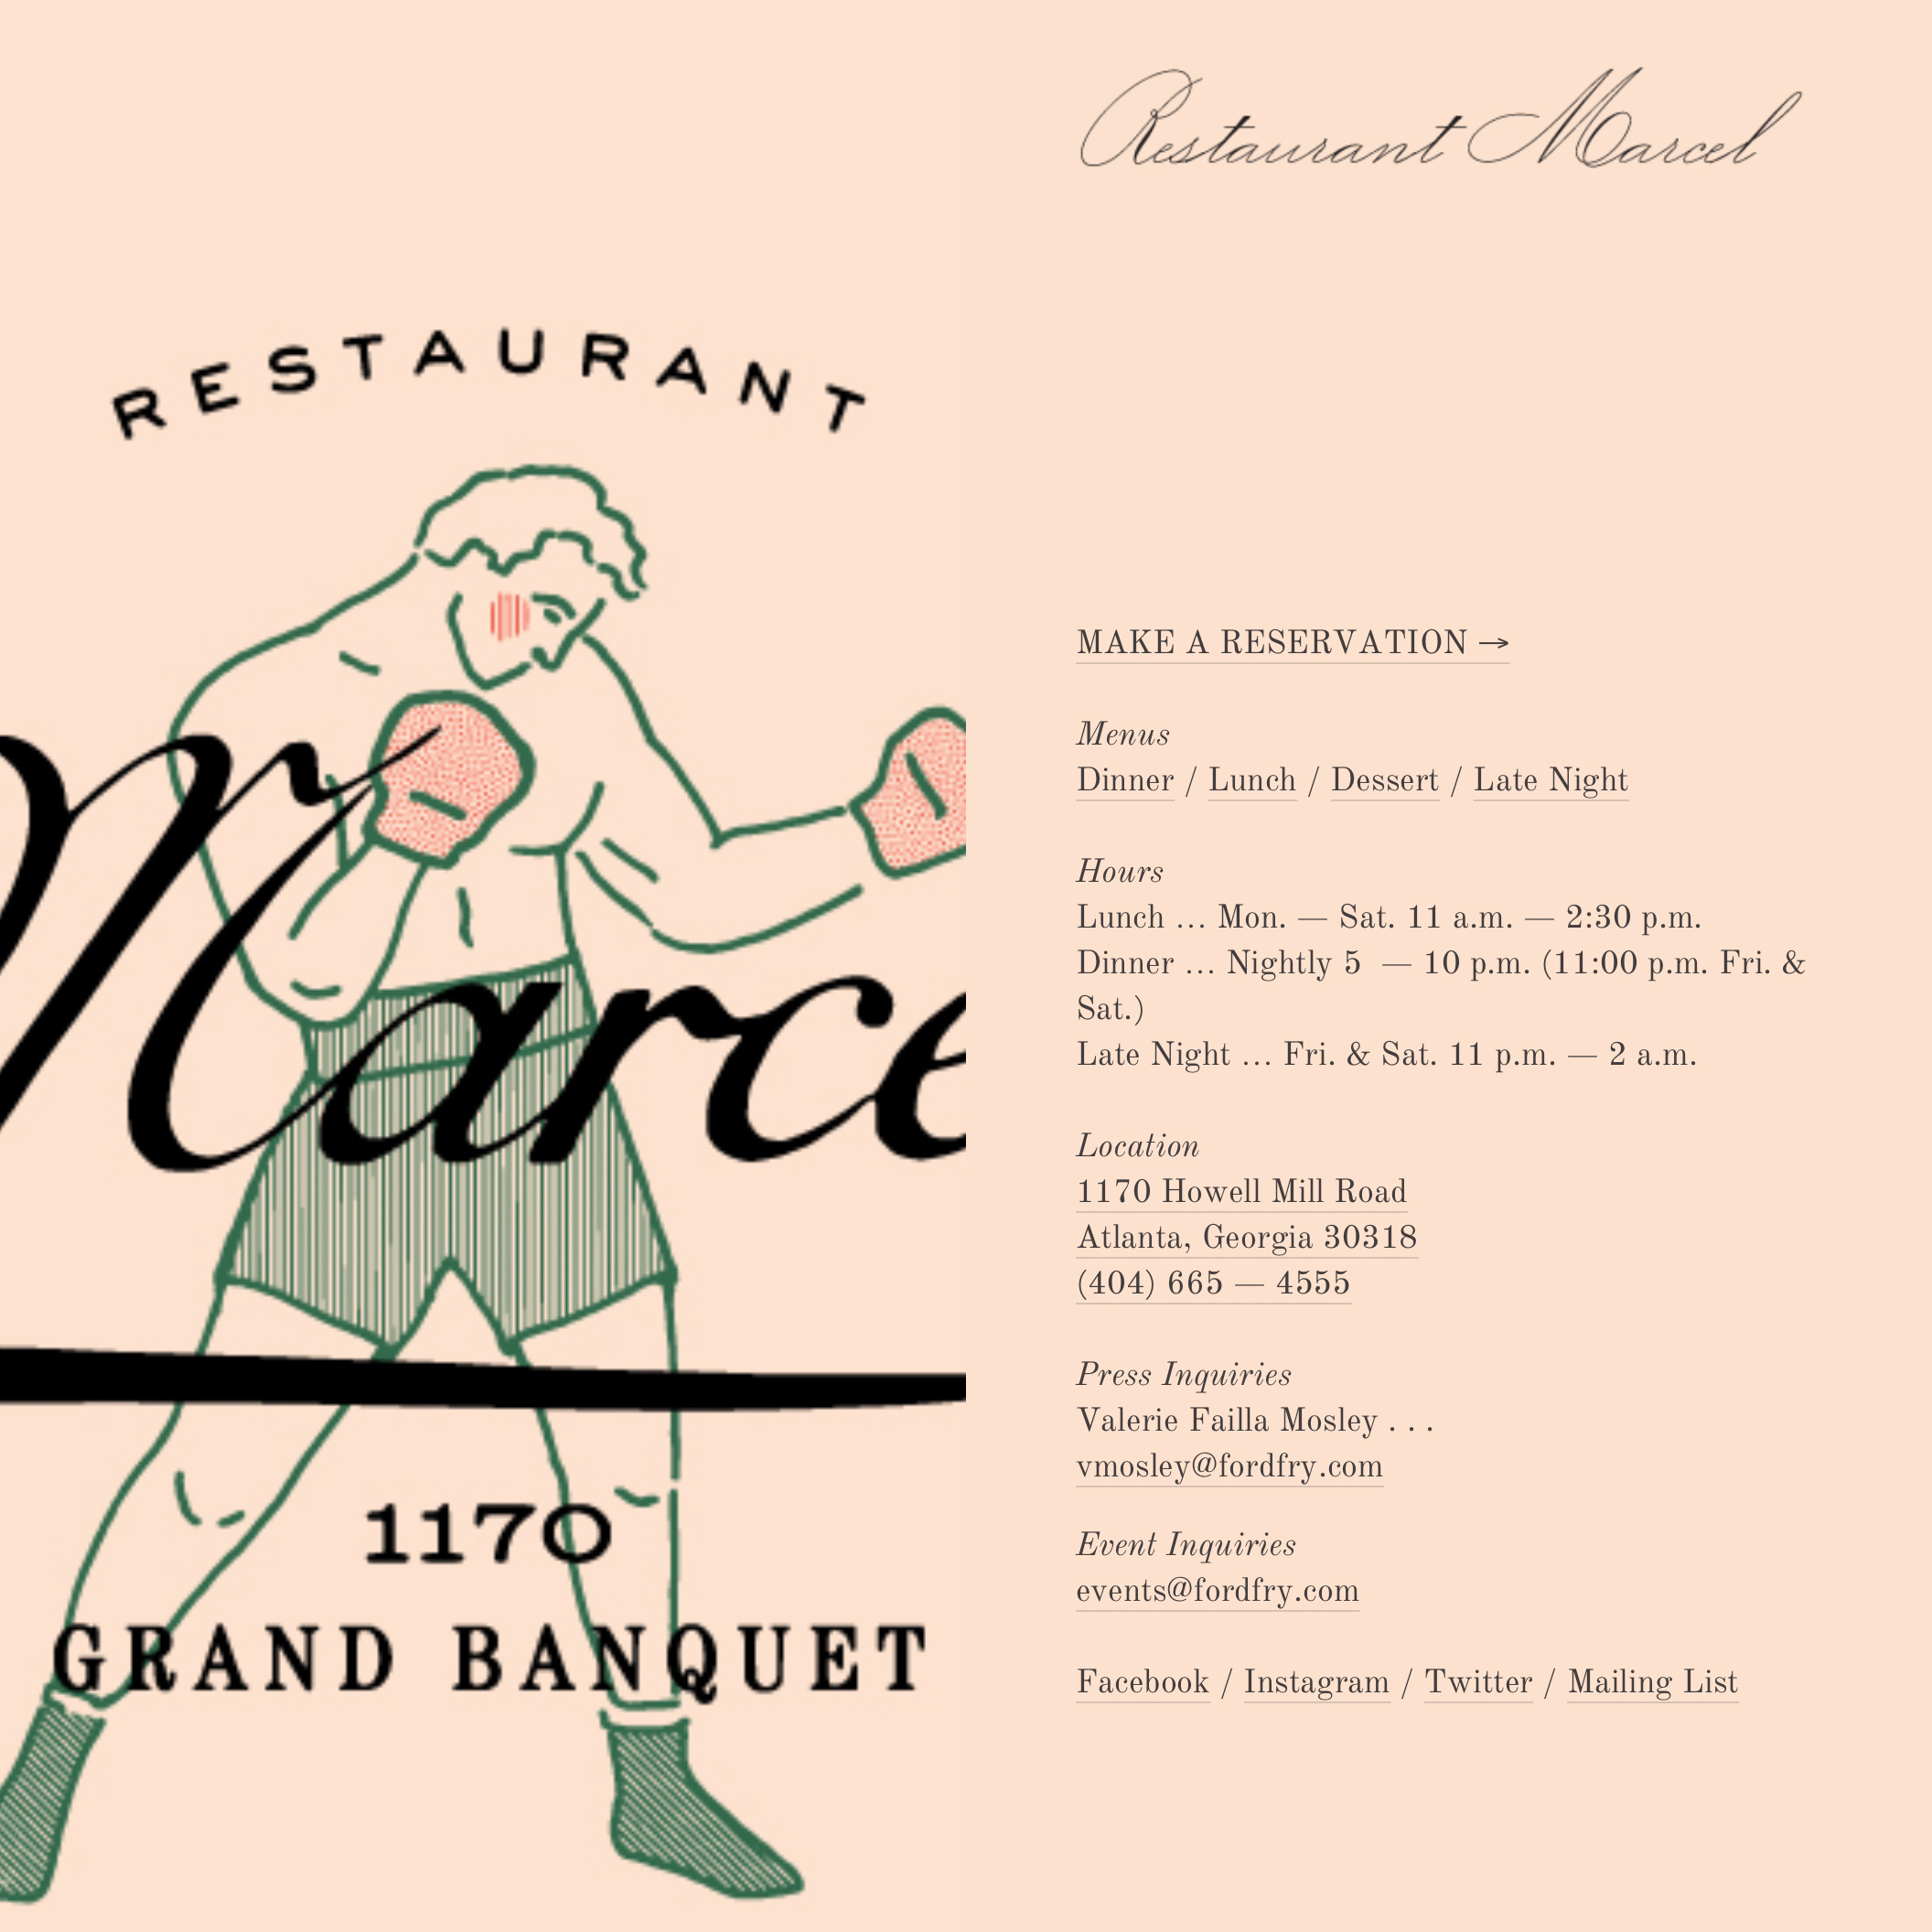 RESTAURANT
Marce
1170
GRAND BANQUET
Restaurant Marcel
MAKE A RESERVATION →
Menus
Dinner / Lunch / Dessert / Late Night
Hours
Lunch … Mon. — Sat. 11 a.m. — 2:30 p.m.
Dinner … Nightly 5 — 10 p.m. (11:00 p.m. Fri. &
Sat.)
Late Night … Fri. & Sat. 11 p.m. — 2 a.m.
Location
1170 Howell Mill Road
Atlanta, Georgia 30318
(404) 665 — 4555
Press Inquiries
Valerie Failla Mosley . . .
vmosley@fordfry.com
Event Inquiries
events@fordfry.com
Facebook / Instagram / Twitter / Mailing List